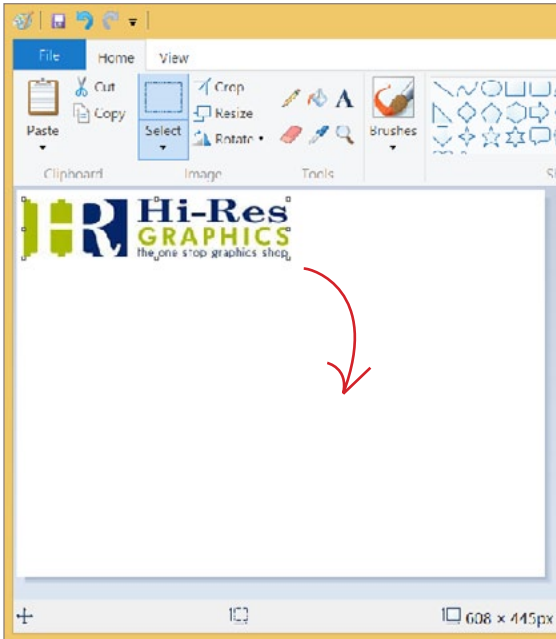 File Home View
Cut
Copy
Paste
Crop
Resize
Rotate
Select
Brushes
A
Clipboard Image Tools
HR
Hi-Res
GRAPHICS
the one stop graphics shop
608 × 445px